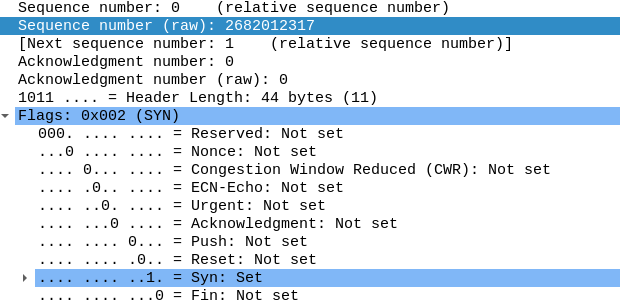 Sequence number: 0    (relative sequence number)
Sequence number (raw): 2682012317
[Next sequence number: 1    (relative sequence number)]
Acknowledgment number: 0
Acknowledgment number (raw): 0
1011 .... = Header Length: 44 bytes (11)
Flags: 0x002 (SYN)
000. .... .... = Reserved: Not set
...0 .... .... = Nonce: Not set
.... 0... .... = Congestion Window Reduced (CWR): Not set
.... .0.. .... = ECN-Echo: Not set
.... ..0. .... = Urgent: Not set
.... ...0 .... = Acknowledgment: Not set
.... .... 0... = Push: Not set
.... .... .0.. = Reset: Not set
.... .... ..1. = Syn: Set
.... .... ...0 = Fin: Not set